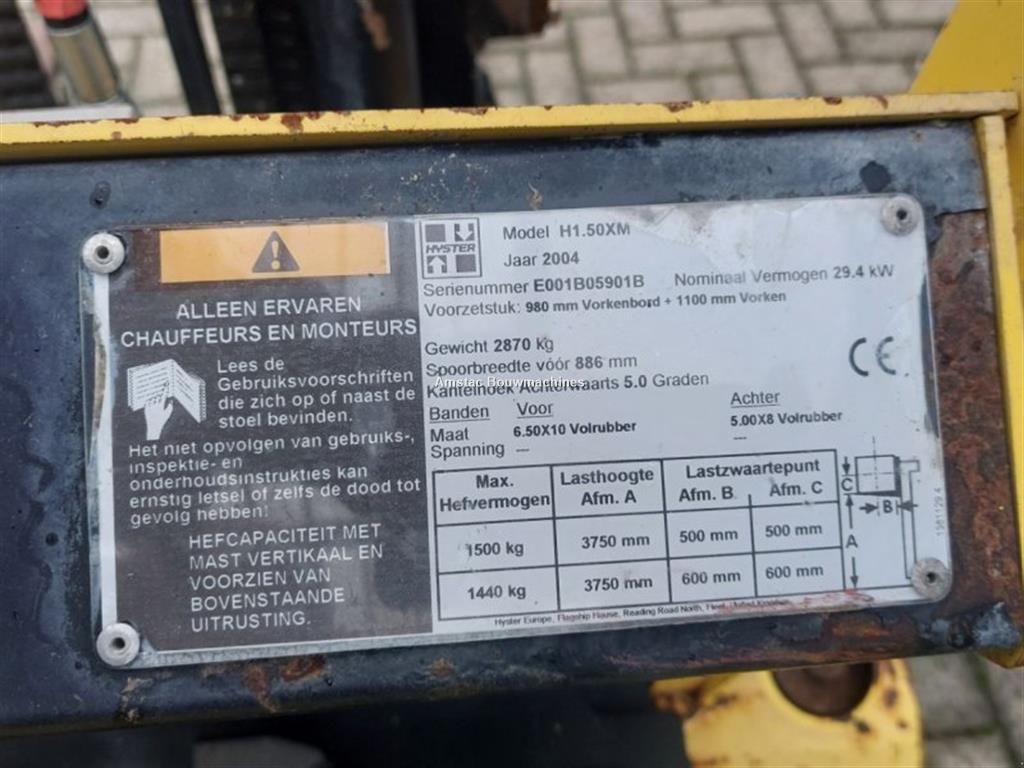 ALLEEN ERVAREN
CHAUFFEURS EN MONTEURS
Lees de
Gebruiksvoorschriften
die zich op of naast de
stoel bevinden.
Het niet opvolgen van gebruiks-,
inspektie- en
onderhoudsinstrukties kan
ernstig letsel of zelfs de dood tot
gevolg hebben!
HEFCAPACITEIT MET
MAST VERTIKAAL EN
VOORZIEN VAN
BOVENSTAANDE
UITRUSTING.
HYSTER
Model H1.50XM
Jaar 2004
Serienummer E001B05901B Nominaal Vermogen 29.4 kW
Voorzetstuk: 980 mm Vorkenbord + 1100 mm Vorken
Gewicht 2870 kg
Spoorbreedte vóór 886 mm
Amstac Bouwmachines
Kantelhoek Achterwaarts 5.0 Graden
CE
Banden Voor Achter
Maat 6.50X10 Volrubber 5.00X8 Volrubber
Spanning --- ---
Max. Hefvermogen Lasthoogte Afm. A Lastzwaartepunt Afm. B Afm. C
1500 kg 3750 mm 500 mm 500 mm
1440 kg 3750 mm 600 mm 600 mm
C
B
A
Hyster Europe, Flagship House, Reading Road North, Fleet, United Kingdom